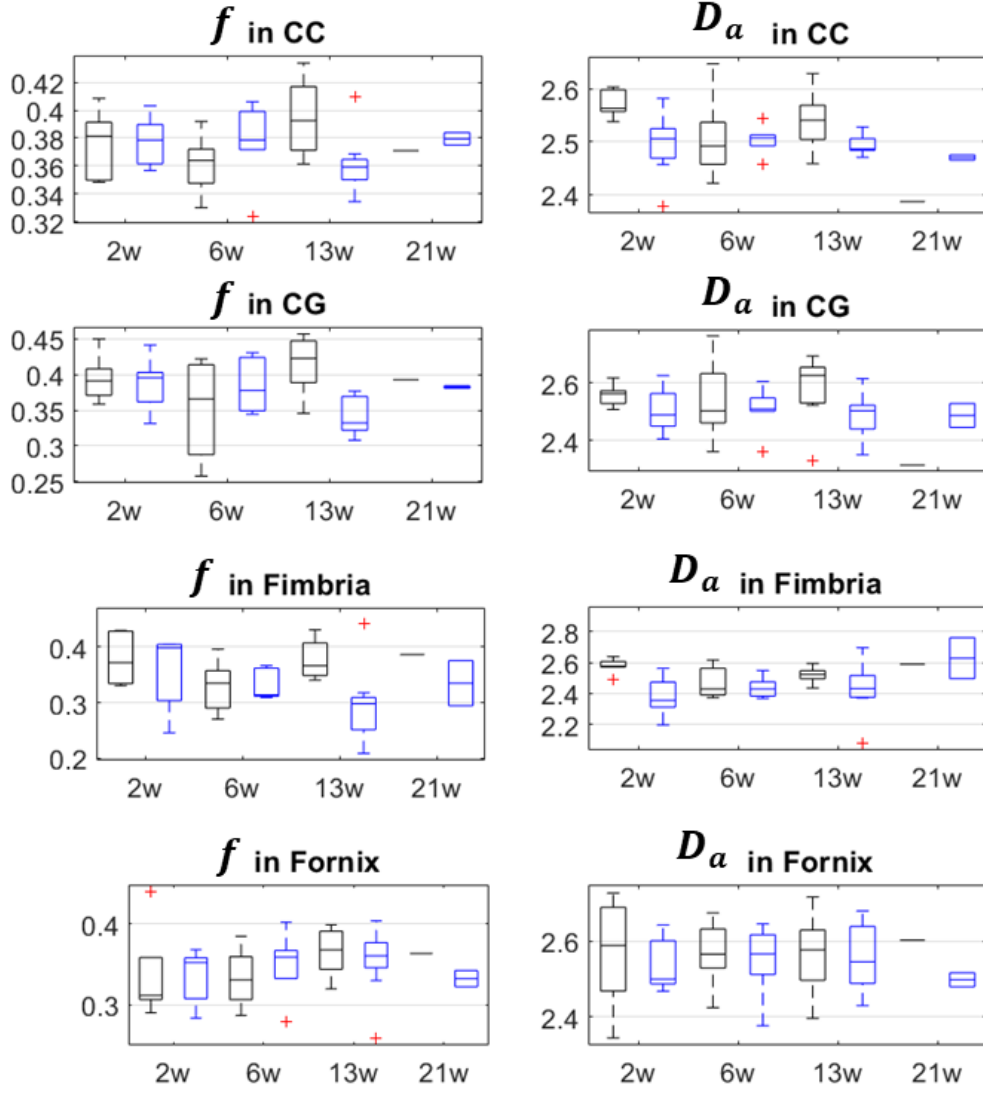 f in CC
0.42
0.4
0.38
0.36
0.34
0.32
2w 6w 13w 21w
D_a in CC
2.6
2.5
2.4
2w 6w 13w 21w
f in CG
0.45
0.4
0.35
0.3
0.25
2w 6w 13w 21w
D_a in CG
2.6
2.4
2w 6w 13w 21w
f in Fimbria
0.4
0.3
0.2
2w 6w 13w 21w
D_a in Fimbria
2.8
2.6
2.4
2.2
2w 6w 13w 21w
f in Fornix
0.4
0.3
2w 6w 13w 21w
D_a in Fornix
2.6
2.4
2w 6w 13w 21w